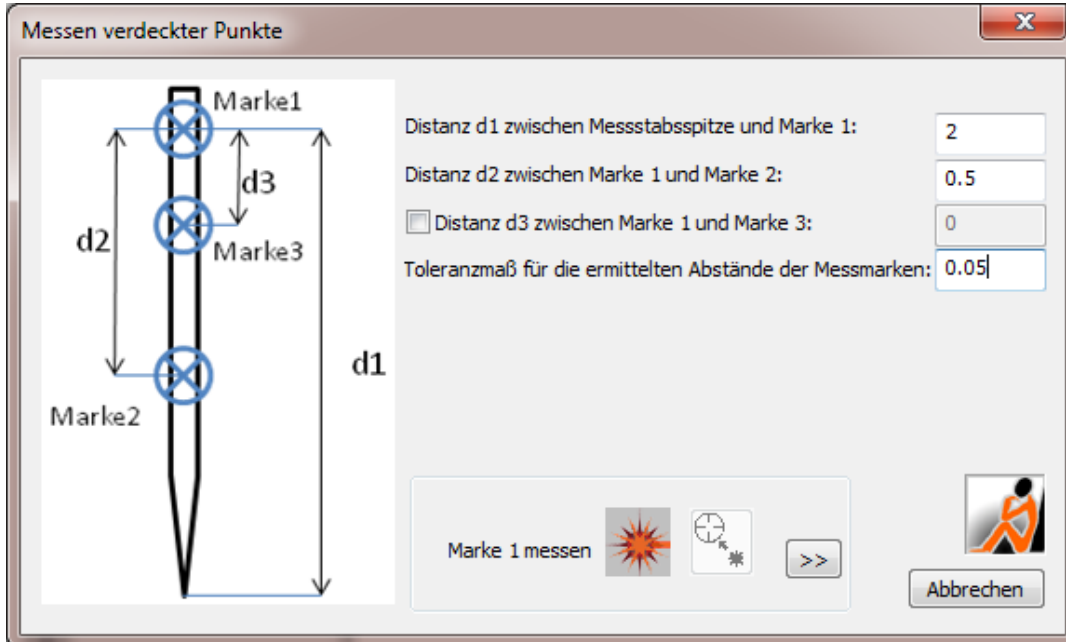 Messen verdeckter Punkte
x
Marke1
d3
d2
Marke3
d1
Marke2
Distanz d1 zwischen Messstabsspitze und Marke 1:
2
Distanz d2 zwischen Marke 1 und Marke 2:
0.5
Distanz d3 zwischen Marke 1 und Marke 3:
0
Toleranzmaß für die ermittelten Abstände der Messmarken:
0.05
Marke 1 messen
>>
Abbrechen